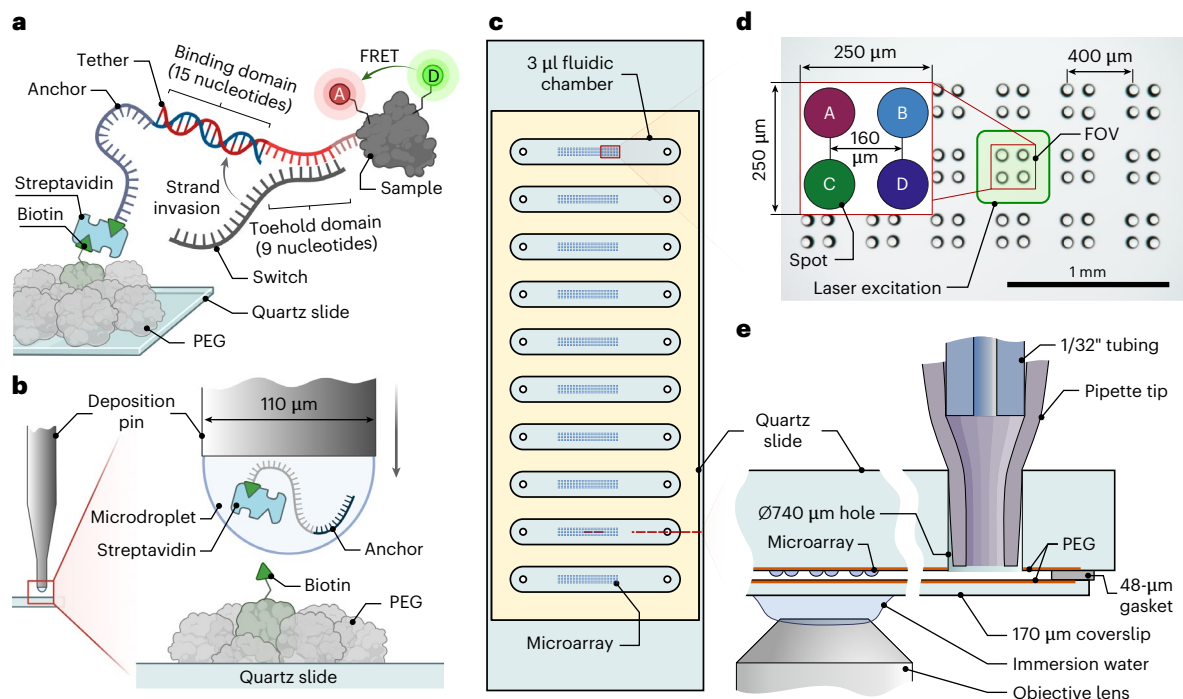 a
FRET
Tether
Binding domain
(15 nucleotides)
A
D
Anchor
Streptavidin
Biotin
Strand
invasion
Sample
Toehold domain
(9 nucleotides)
Switch
Quartz slide
PEG
b
Deposition
pin
110 µm
Microdroplet
Streptavidin
Anchor
Biotin
PEG
Quartz slide
c
3 µl fluidic
chamber
Microarray
d
250 µm
400 µm
250 µm
A
B
160
µm
C
D
FOV
Spot
Laser excitation
1 mm
e
1/32" tubing
Pipette tip
Quartz
slide
Ø740 µm hole
Microarray
PEG
48-µm
gasket
170 µm coverslip
Immersion water
Objective lens